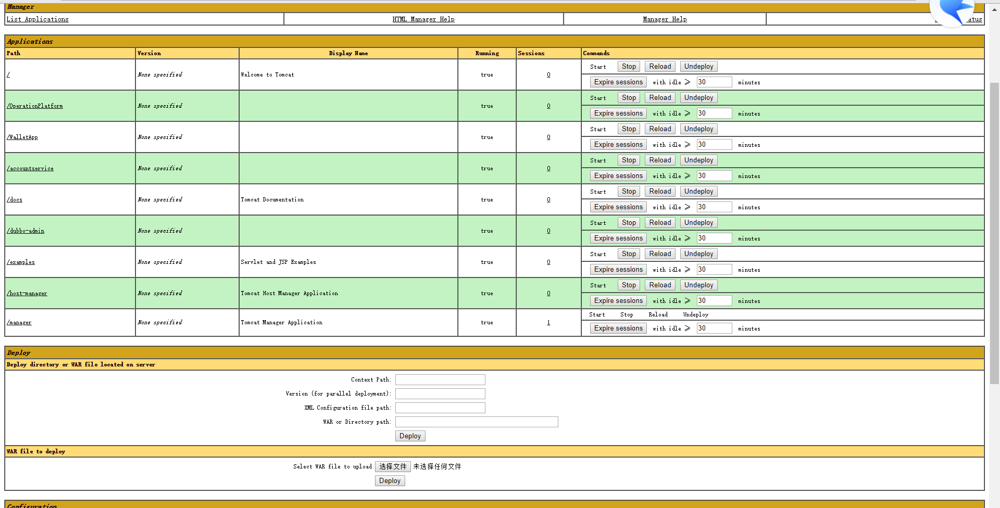 Manager
List Applications HTML Manager Help Manager Help atus
Applications
Path Version Display Name Running Sessions Commands
/ None specified Welcome to Tomcat true 0 Start Stop Reload Undeploy
Expire sessions with idle ≥ 30 minutes
/OperationPlatform None specified true 0 Start Stop Reload Undeploy
Expire sessions with idle ≥ 30 minutes
/WalletApp None specified true 0 Start Stop Reload Undeploy
Expire sessions with idle ≥ 30 minutes
/accountservice None specified true 0 Start Stop Reload Undeploy
Expire sessions with idle ≥ 30 minutes
/docs None specified Tomcat Documentation true 0 Start Stop Reload Undeploy
Expire sessions with idle ≥ 30 minutes
/dubbo-admin None specified true 0 Start Stop Reload Undeploy
Expire sessions with idle ≥ 30 minutes
/examples None specified Servlet and JSP Examples true 0 Start Stop Reload Undeploy
Expire sessions with idle ≥ 30 minutes
/host-manager None specified Tomcat Host Manager Application true 0 Start Stop Reload Undeploy
Expire sessions with idle ≥ 30 minutes
/manager None specified Tomcat Manager Application true 1 Start Stop Reload Undeploy
Expire sessions with idle ≥ 30 minutes
Deploy
Deploy directory or WAR file located on server
Context Path:
Version (for parallel deployment):
XML Configuration file path:
WAR or Directory path:
Deploy
WAR file to deploy
Select WAR file to upload 选择文件 未选择任何文件
Deploy
Configuration